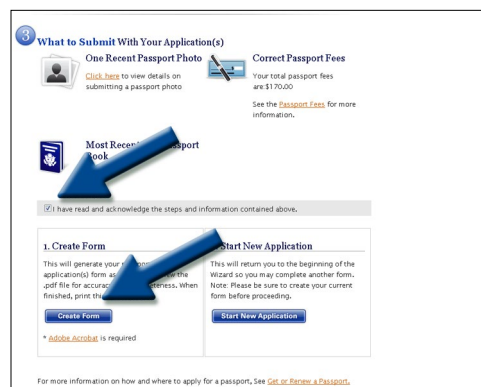 3
What to Submit With Your Application(s)
One Recent Passport Photo
Click here to view details on
submitting a passport photo
Correct Passport Fees
Your total passport fees
are:$170.00
See the Passport Fees for more
information.
Most Recent
I have read and acknowledge the steps and information contained above.
1. Create Form
This will generate your
application(s) form as
.pdf file for
When
finished, print
Create Form
* Adobe Acrobat is required
Start New Application
This will return you to the beginning of the
Wizard so you may complete another form.
Note: Please be sure to create your current
form before proceeding.
Start New Application
For more information on how and where to apply for a passport, See Get or Renew a Passport.